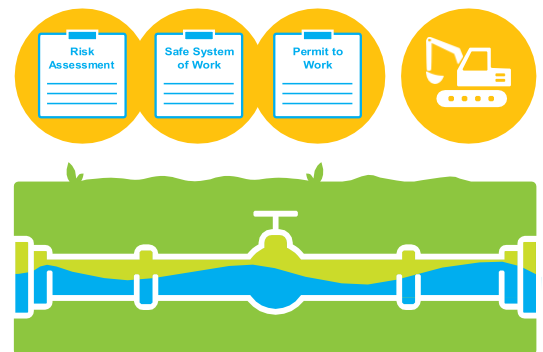 Risk
Assessment
Safe System
of Work
Permit to
Work